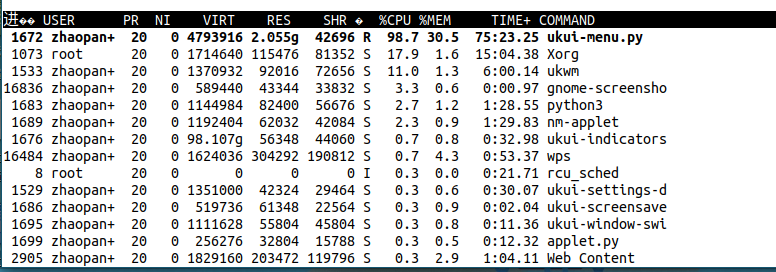 进�� USER PR NI VIRT RES SHR � %CPU %MEM TIME+ COMMAND
1672 zhaopan+ 20 0 4793916 2.055g 42696 R 98.7 30.5 75:23.25 ukui-menu.py
1073 root 20 0 1714640 115476 81352 S 17.9 1.6 15:04.38 Xorg
1533 zhaopan+ 20 0 1370932 92016 72656 S 11.0 1.3 6:00.14 ukwm
16836 zhaopan+ 20 0 589440 43344 33832 S 3.3 0.6 0:00.97 gnome-screensho
1683 zhaopan+ 20 0 1144984 82400 56676 S 2.7 1.2 1:28.55 python3
1689 zhaopan+ 20 0 1192404 62032 42084 S 2.3 0.9 1:29.83 nm-applet
1676 zhaopan+ 20 0 98.107g 56348 44060 S 0.7 0.8 0:32.98 ukui-indicators
16484 zhaopan+ 20 0 1624036 304292 190812 S 0.7 4.3 0:53.37 wps
8 root 20 0 0 0 0 I 0.3 0.0 0:21.71 rcu_sched
1529 zhaopan+ 20 0 1351000 42324 29464 S 0.3 0.6 0:30.07 ukui-settings-d
1686 zhaopan+ 20 0 519736 61348 22564 S 0.3 0.9 0:02.04 ukui-screensave
1695 zhaopan+ 20 0 1111628 55804 45804 S 0.3 0.8 0:11.36 ukui-window-swi
1699 zhaopan+ 20 0 256276 32804 15788 S 0.3 0.5 0:12.32 applet.py
2905 zhaopan+ 20 0 1829160 203472 119796 S 0.3 2.9 1:04.11 Web Content